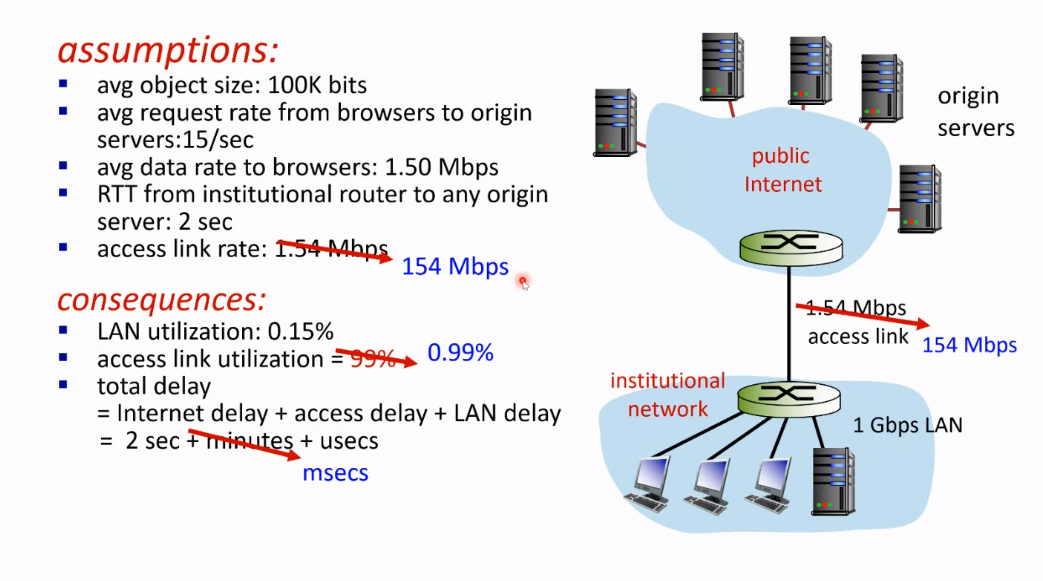 assumptions:
avg object size: 100K bits
avg request rate from browsers to origin
servers:15/sec
avg data rate to browsers: 1.50 Mbps
RTT from institutional router to any origin
server: 2 sec
access link rate: 1.54 Mbps
154 Mbps
consequences:
LAN utilization: 0.15%
access link utilization = 99%
0.99%
total delay
= Internet delay + access delay + LAN delay
= 2 sec + minutes + usecs
msecs
origin
servers
public
Internet
1.54 Mbps
access link
154 Mbps
institutional
network
1 Gbps LAN